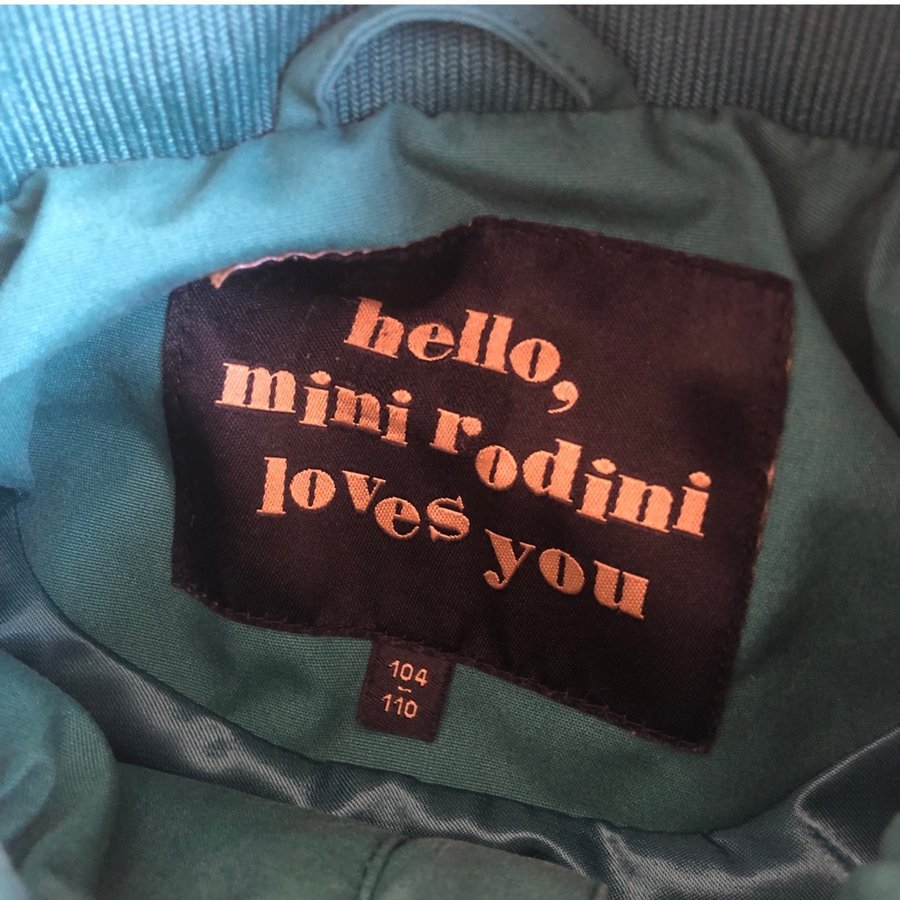 hello,
mini rodini
loves you
104
~
110